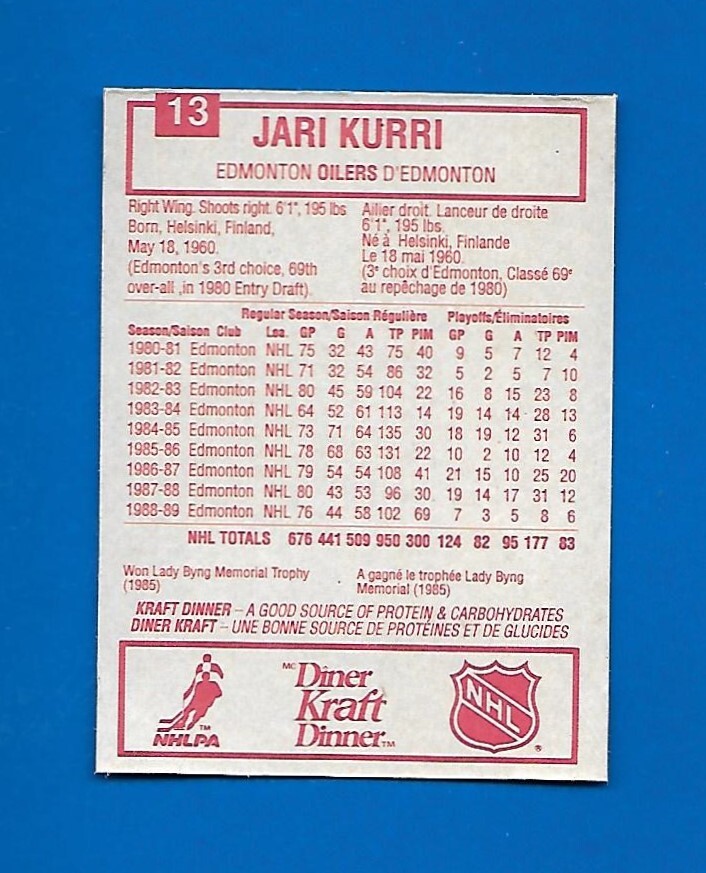 13
JARI KURRI
EDMONTON OILERS D'EDMONTON
Right Wing. Shoots right. 6'1", 195 lbs
Born, Helsinki, Finland,
May 18, 1960.
(Edmonton's 3rd choice, 69th
over-all ,in 1980 Entry Draft).
Ailier droit. Lanceur de droite
6'1", 195 lbs.
Né à Helsinki, Finlande
Le 18 mai 1960.
(3e choix d'Edmonton, Classé 69e
au repêchage de 1980)
Regular Season/Saison Régulière Playoffs/Éliminatoires
Season/Saison Club Lea. GP G A TP PIM GP G A TP PIM
1980-81 Edmonton NHL 75 32 43 75 40 9 5 7 12 4
1981-82 Edmonton NHL 71 32 54 86 32 5 2 5 7 10
1982-83 Edmonton NHL 80 45 59 104 22 16 8 15 23 8
1983-84 Edmonton NHL 64 52 61 113 14 19 14 14 28 13
1984-85 Edmonton NHL 73 71 64 135 30 18 19 12 31 6
1985-86 Edmonton NHL 78 68 63 131 22 10 2 10 12 4
1986-87 Edmonton NHL 79 54 54 108 41 21 15 10 25 20
1987-88 Edmonton NHL 80 43 53 96 30 19 14 17 31 12
1988-89 Edmonton NHL 76 44 58 102 69 7 3 5 8 6
NHL TOTALS 676 441 509 950 300 124 82 95 177 83
Won Lady Byng Memorial Trophy
(1985)
A gagné le trophée Lady Byng
Memorial (1985)
KRAFT DINNER – A GOOD SOURCE OF PROTEIN & CARBOHYDRATES
DINER KRAFT – UNE BONNE SOURCE DE PROTÉINES ET DE GLUCIDES
TM
NHLPA
MC Dîner
Kraft
Dinner TM
NHL
®